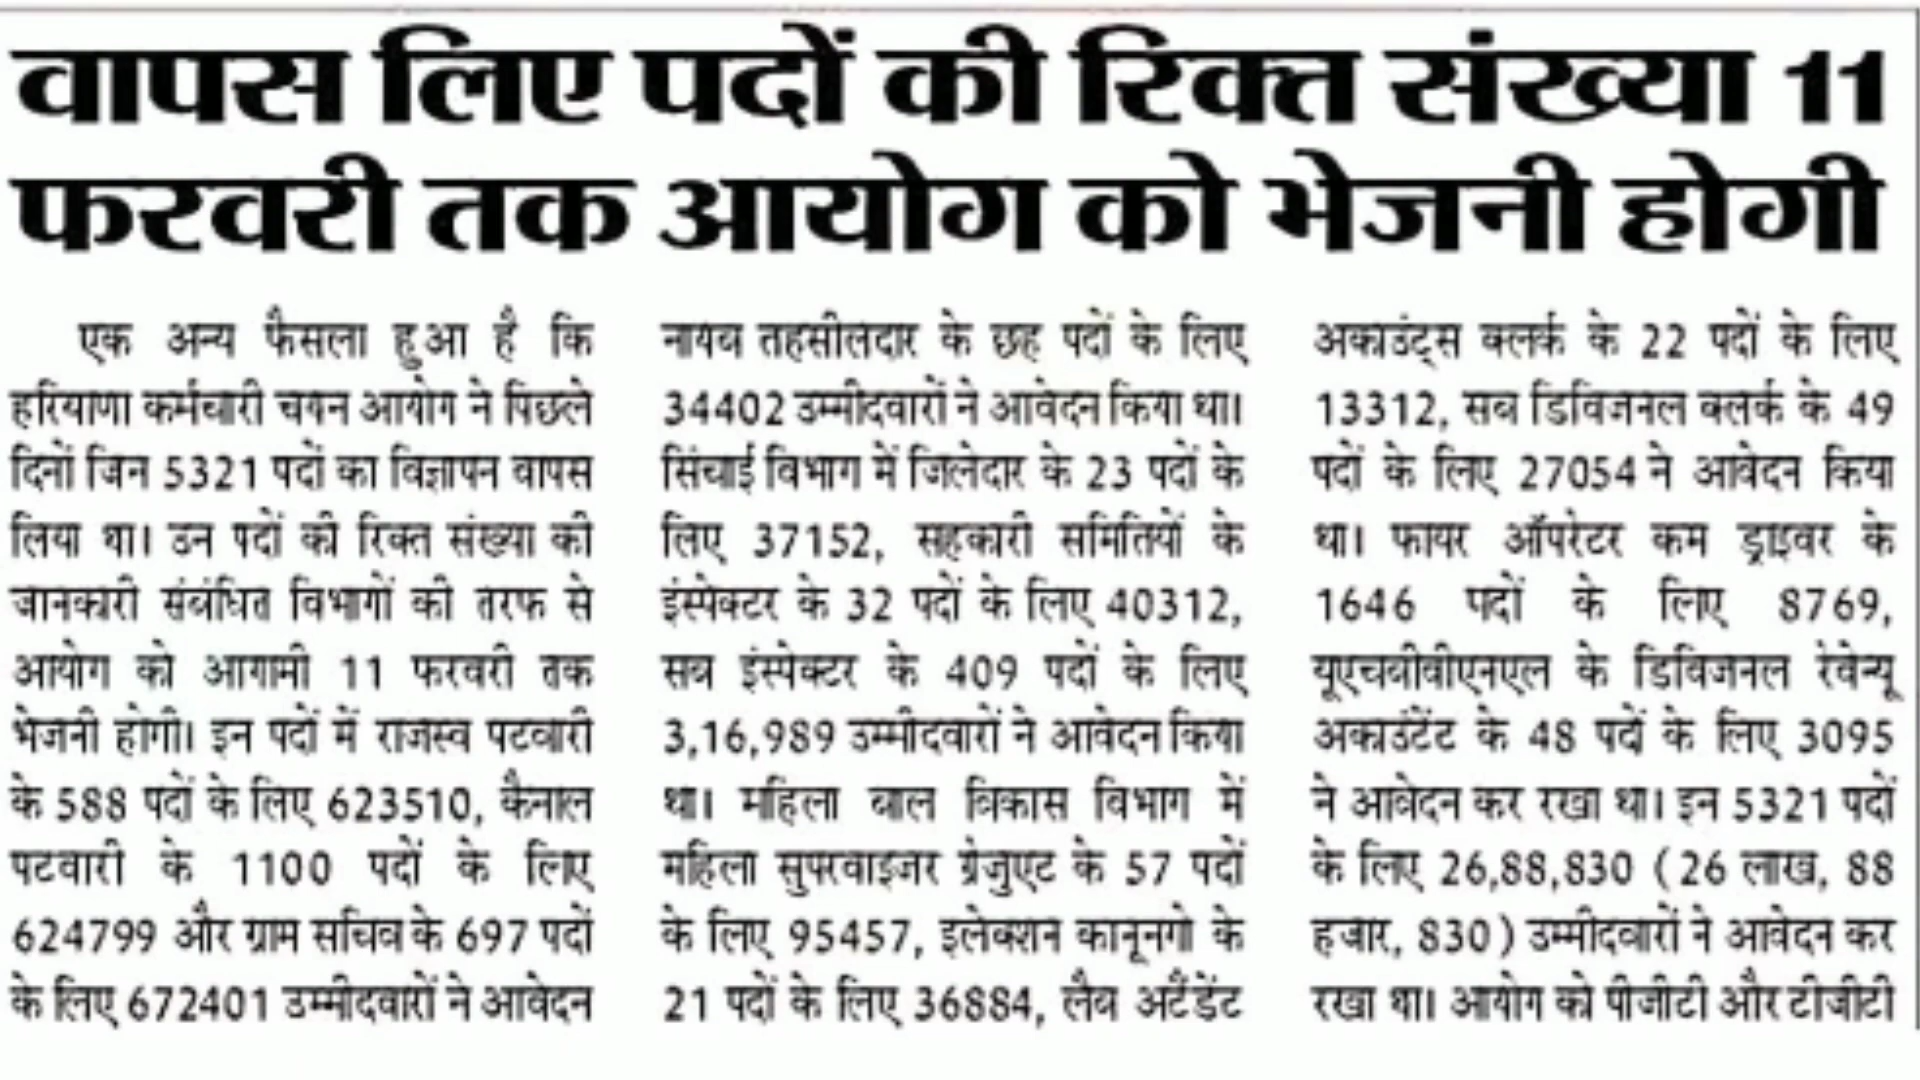 वापस लिए पदों की रिक्त संख्या 11
फरवरी तक आयोग को भेजनी होगी
एक अन्य फैसला हुआ है कि
हरियाणा कर्मचारी चयन आयोग ने पिछले
दिनों जिन 5321 पदों का विज्ञापन वापस
लिया था। उन पदों की रिक्त संख्या की
जानकारी संबंधित विभागों की तरफ से
आयोग को आगामी 11 फरवरी तक
भेजनी होगी। इन पदों में राजस्व पटवारी
के 588 पदों के लिए 623510, कैनाल
पटवारी के 1100 पदों के लिए
624799 और ग्राम सचिव के 697 पदों
के लिए 672401 उम्मीदवारों ने आवेदन
नायब तहसीलदार के छह पदों के लिए
34402 उम्मीदवारों ने आवेदन किया था।
सिंचाई विभाग में जिलेदार के 23 पदों के
लिए 37152, सहकारी समितियों के
इंस्पेक्टर के 32 पदों के लिए 40312,
सब इंस्पेक्टर के 409 पदों के लिए
3,16,989 उम्मीदवारों ने आवेदन किया
था। महिला बाल विकास विभाग में
महिला सुपरवाइजर ग्रेजुएट के 57 पदों
के लिए 95457, इलेक्शन कानूनगो के
21 पदों के लिए 36884, लैब अटैंडेंट
अकाउंट्स क्लर्क के 22 पदों के लिए
13312, सब डिविजनल क्लर्क के 49
पदों के लिए 27054 ने आवेदन किया
था। फायर ऑपरेटर कम ड्राइवर के
1646 पदों के लिए 8769,
यूएचबीवीएनएल के डिविजनल रेवेन्यू
अकाउंटेंट के 48 पदों के लिए 3095
ने आवेदन कर रखा था। इन 5321 पदों
के लिए 26,88,830 (26 लाख, 88
हजार, 830) उम्मीदवारों ने आवेदन कर
रखा था। आयोग को पीजीटी और टीजीटी